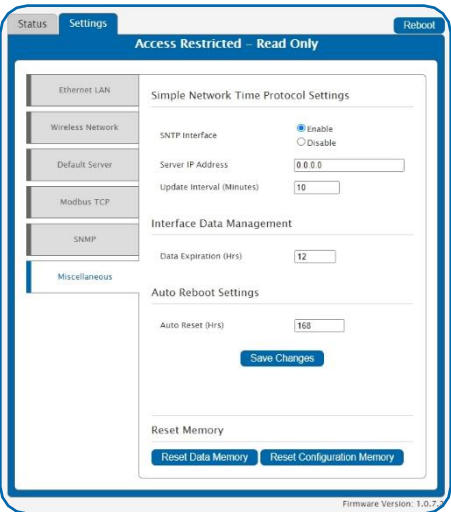 Status Settings Reboot
Access Restricted – Read Only
Ethernet LAN
Wireless Network
Default Server
Modbus TCP
SNMP
Miscellaneous
Simple Network Time Protocol Settings
SNTP Interface
Enable
Disable
Server IP Address 0.0.0.0
Update Interval (Minutes) 10
Interface Data Management
Data Expiration (Hrs) 12
Auto Reboot Settings
Auto Reset (Hrs) 168
Save Changes
Reset Memory
Reset Data Memory Reset Configuration Memory
Firmware Version: